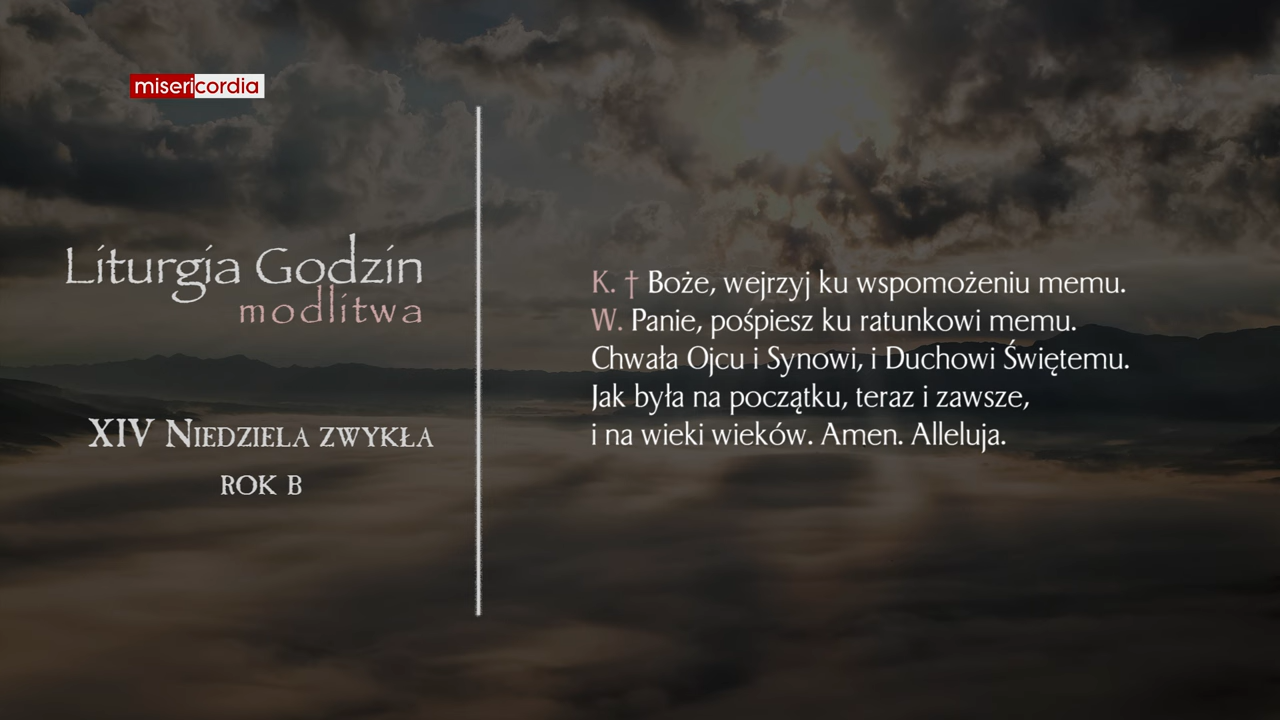 misericordia
Liturgia Godzin
modlitwa
XIV Niedziela zwykła
rok B
K. † Boże, wejrzyj ku wspomożeniu memu.
W. Panie, pośpiesz ku ratunkowi memu.
Chwała Ojcu i Synowi, i Duchowi Świętemu.
Jak była na początku, teraz i zawsze,
i na wieki wieków. Amen. Alleluja.